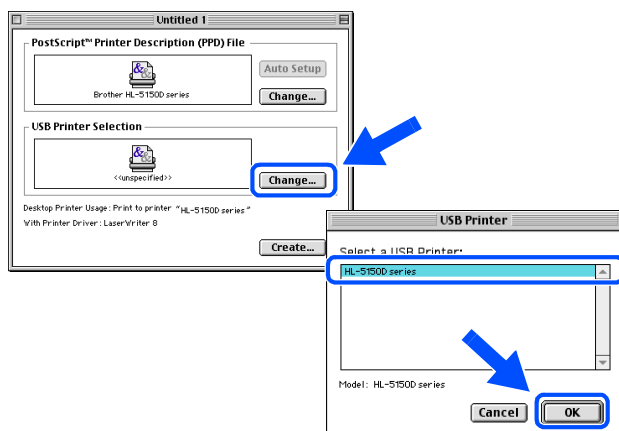 Untitled 1
PostScript™ Printer Description (PPD) File
Auto Setup
Brother HL-5150D series
Change...
USB Printer Selection
<<unspecified>>
Change...
Desktop Printer Usage: Print to printer "HL-5150D series"
With Printer Driver: LaserWriter 8
Create...
USB Printer
Select a USB Printer:
HL-5150D series
Model: HL-5150D series
Cancel
OK